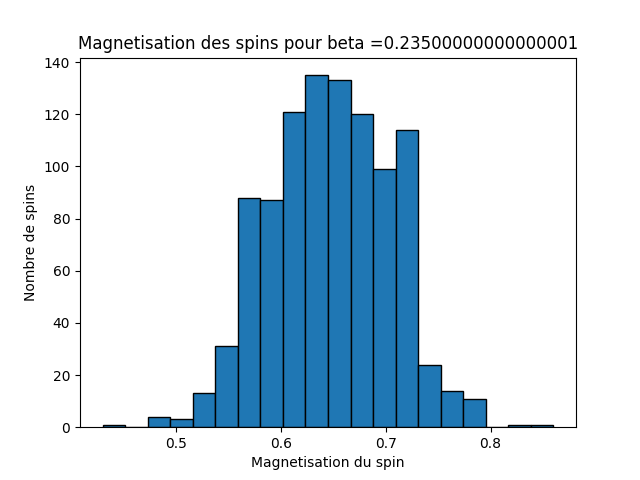 Magnetisation des spins pour beta =0.23500000000000001
140
120
100
80
60
40
20
0
Nombre de spins
0.5 0.6 0.7 0.8
Magnetisation du spin